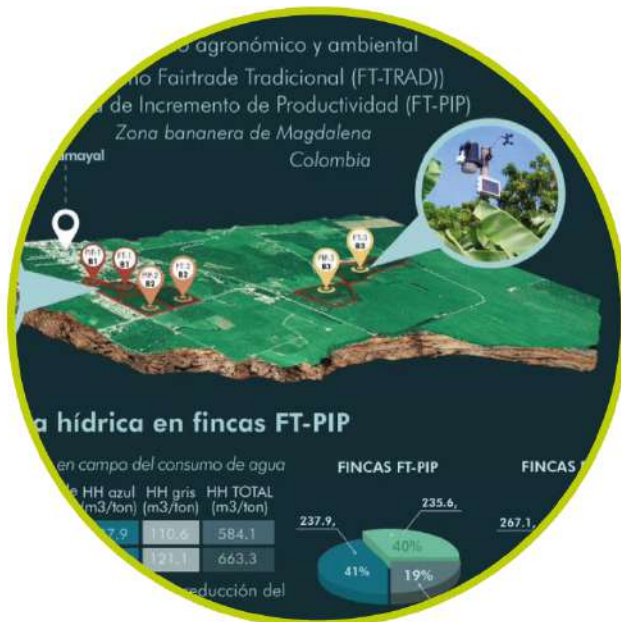 agronómico y ambiental
Fairtrade Tradicional (FT-TRAD))
de Incremento de Productividad (FT-PIP)
Zona bananera de Magdalena
Colombia
PIP-1
B1
FT-1
B1
PIP-2
B2
FT-2
B2
PIP-3
B3
FT-3
B3
a hídrica en fincas FT-PIP
en campo del consumo de agua
HH azul HH gris HH TOTAL
(m3/ton) (m3/ton) (m3/ton)
7.9 110.6 584.1
121.1 663.3
FINCAS FT-PIP
237.9,
235.6,
41%
40%
19%
FINCAS
267.1,